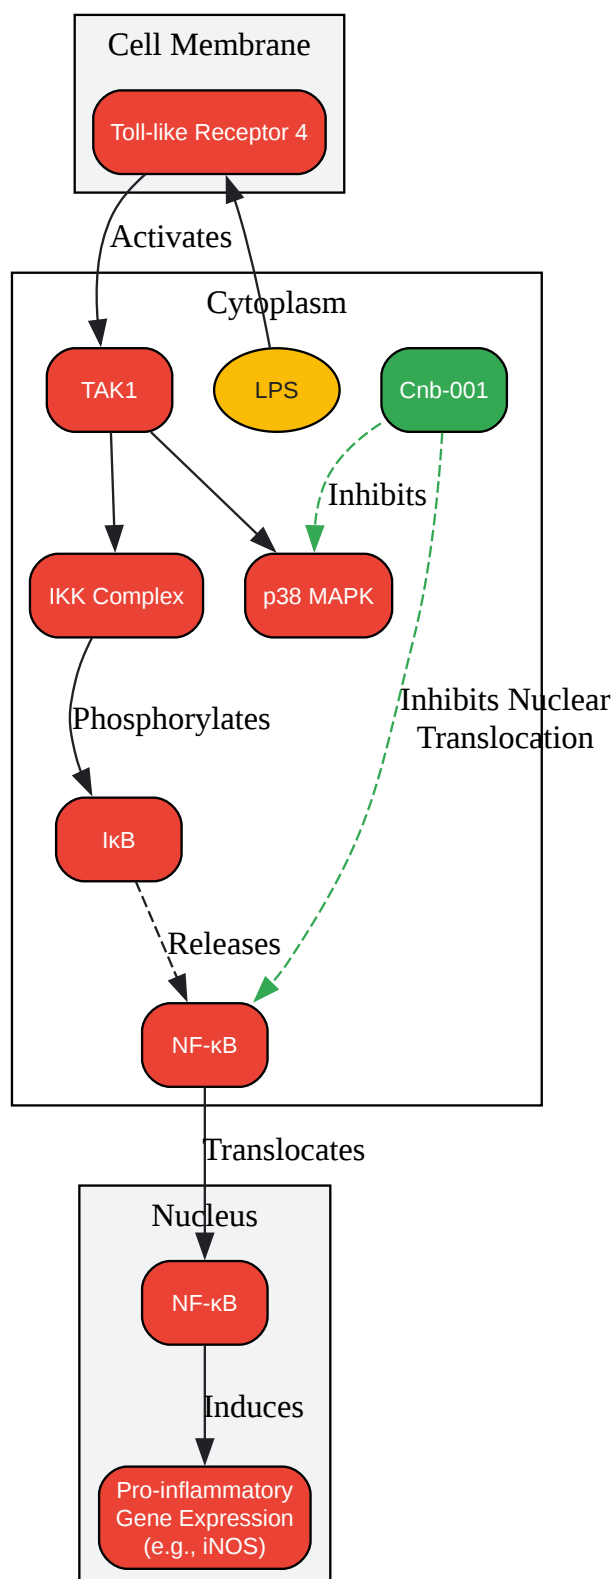 Cell Membrane
Toll-like Receptor 4
Activates
Cytoplasm
TAK1
LPS
Cnb-001
Inhibits
IKK Complex
p38 MAPK
Inhibits Nuclear
Translocation
Phosphorylates
IκB
Releases
NF-κB
Translocates
Nucleus
NF-κB
Induces
Pro-inflammatory
Gene Expression
(e.g., iNOS)